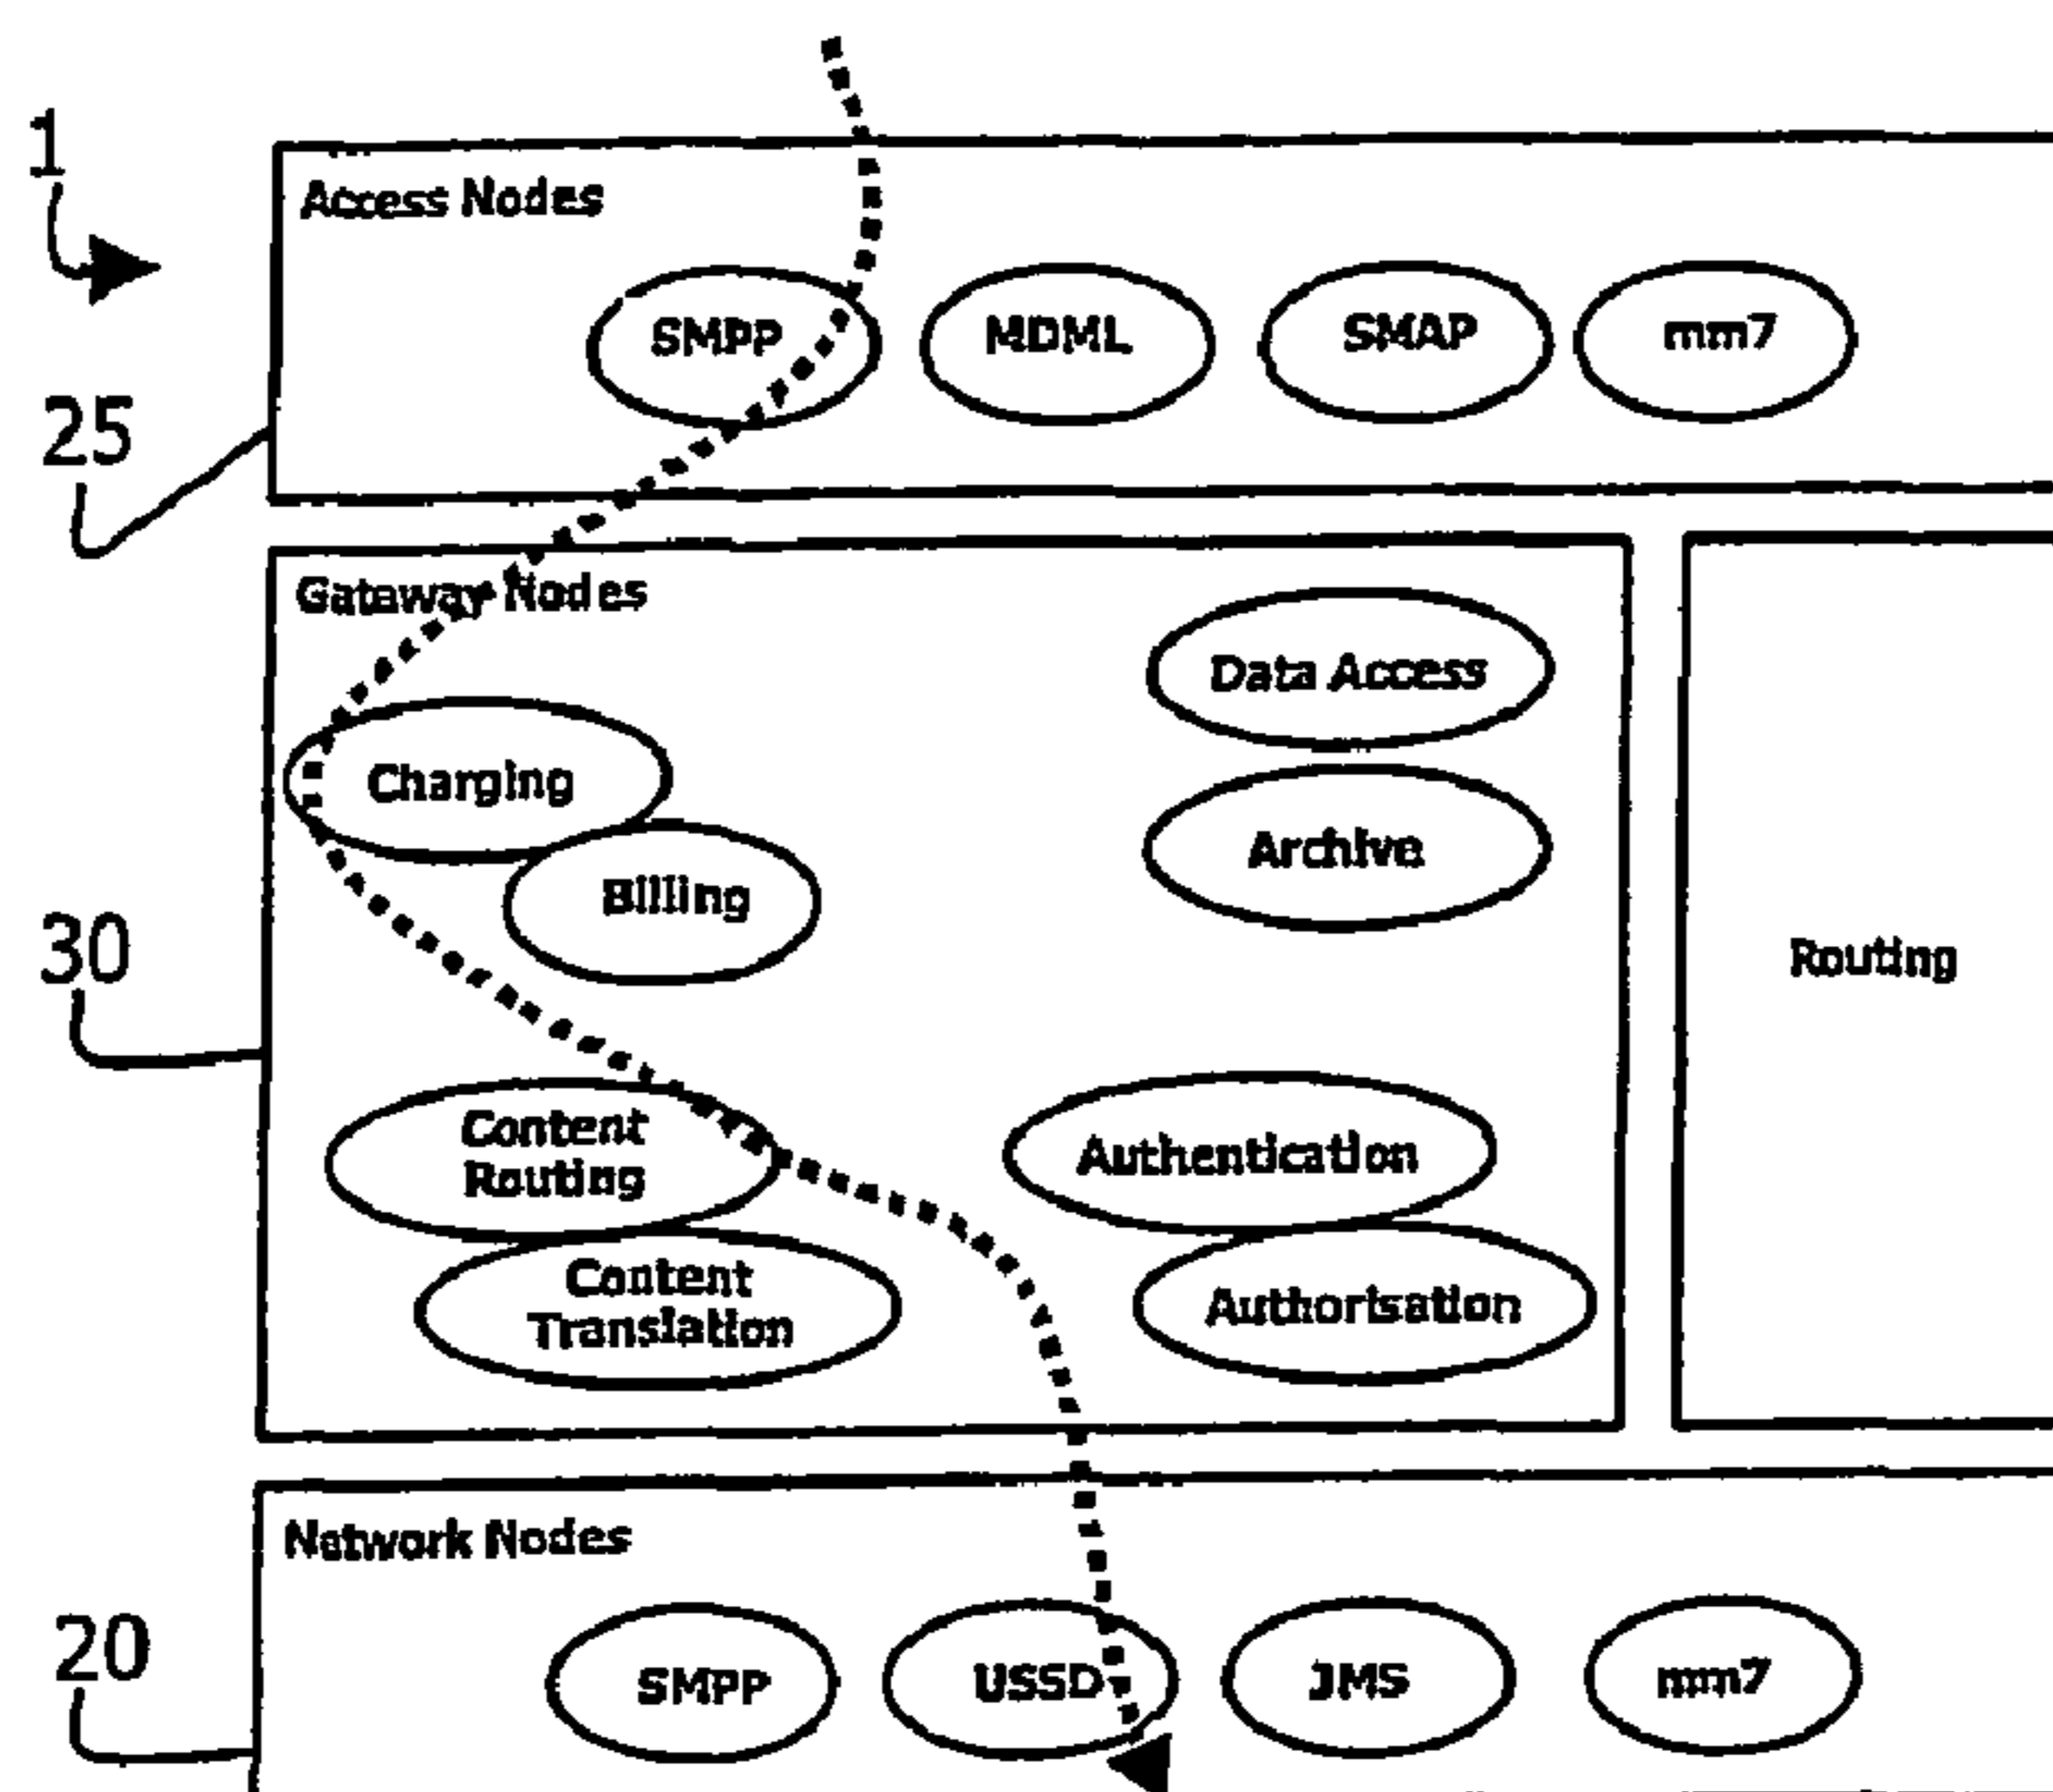 1
Access Nodes
SMPP
MDML
SMAP
mm7
25
Gateway Nodes
Data Access
Charging
Archive
Billing
30
Routing
Content
Routing
Authentication
Content
Translation
Authorisation
Network Nodes
20
SMPP
USSD
JMS
mm7